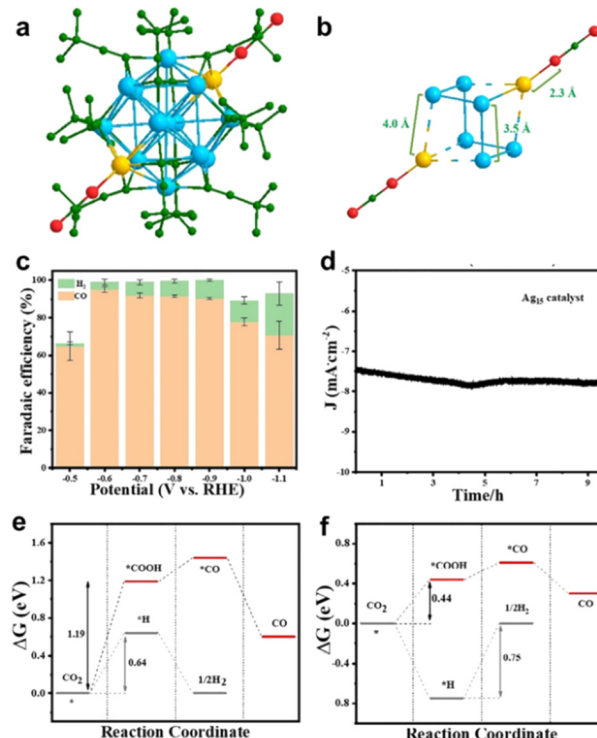 a
b
2.3 Å
4.0 Å
3.5 Å
c
H2
CO
100
80
60
40
20
0
Faradaic efficiency (%)
-0.5 -0.6 -0.7 -0.8 -0.9 -1.0 -1.1
Potential (V vs. RHE)
d
Ag15 catalyst
-5
-6
-7
-8
-9
-10
J (mA·cm-2)
1 3 5 7 9
Time/h
e
1.6
1.2
0.8
0.4
0.0
ΔG (eV)
*COOH
*CO
*H
CO
1.19
0.64
CO2
*
1/2H2
Reaction Coordinate
f
0.8
0.4
0.0
0.4
0.8
ΔG (eV)
*COOH
*CO
CO2
*
0.44
1/2H2
CO
0.75
*H
Reaction Coordinate